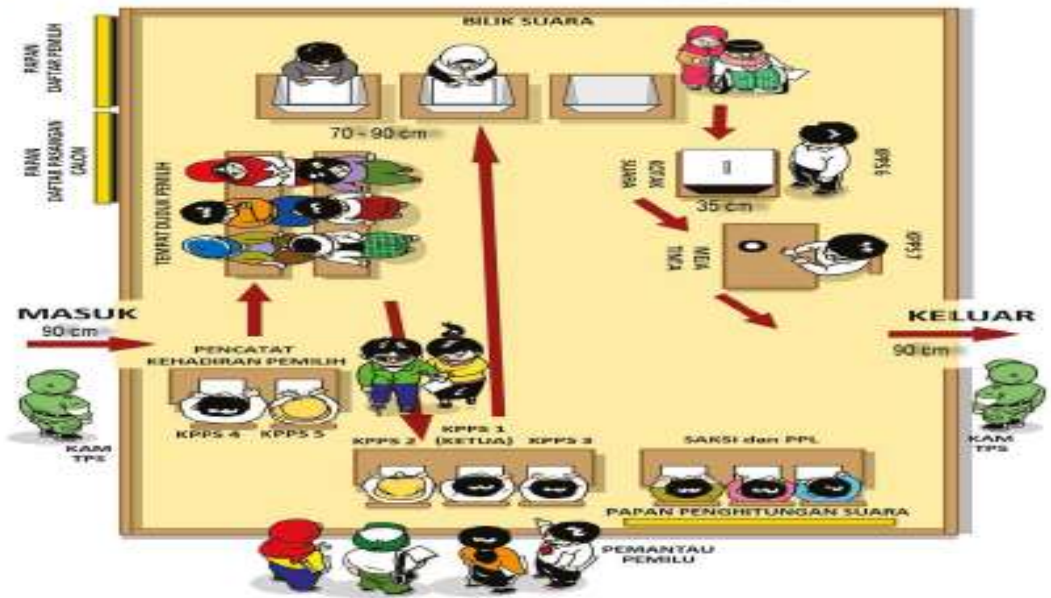 BILIK SUARA
PAPAN
DAFTAR PEMILIH
PAPAN
DAFTAR PASANGAN
CALON
70 - 90 cm
TEMPAT DUDUK PEMILIH
KOTAK
SUARA
KPPS 6
35 cm
MEJA
TINTA
KPPS 7
MASUK
90 cm
KELUAR
90 cm
PENCATAT
KEHADIRAN PEMILIH
KPPS 4
KPPS 5
KAM
TPS
KPPS 2
KPPS 1
(KETUA)
KPPS 3
SAKSI dan PPL
KAM
TPS
PAPAN PENGHITUNGAN SUARA
PEMANTAU
PEMILU